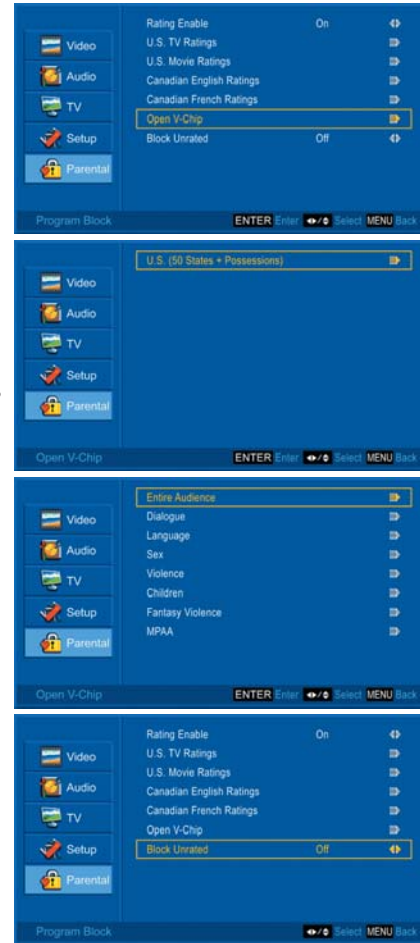 Video
Audio
TV
Setup
Parental
Rating Enable On
U.S. TV Ratings
U.S. Movie Ratings
Canadian English Ratings
Canadian French Ratings
Open V-Chip
Block Unrated Off
Program Block ENTER Enter Select MENU Back
Video
Audio
TV
Setup
Parental
U.S. (50 States + Possessions)
Open V-Chip ENTER Enter Select MENU Back
Video
Audio
TV
Setup
Parental
Entire Audience
Dialogue
Language
Sex
Violence
Children
Fantasy Violence
MPAA
Open V-Chip ENTER Enter Select MENU Back
Video
Audio
TV
Setup
Parental
Rating Enable On
U.S. TV Ratings
U.S. Movie Ratings
Canadian English Ratings
Canadian French Ratings
Open V-Chip
Block Unrated Off
Program Block Select MENU Back